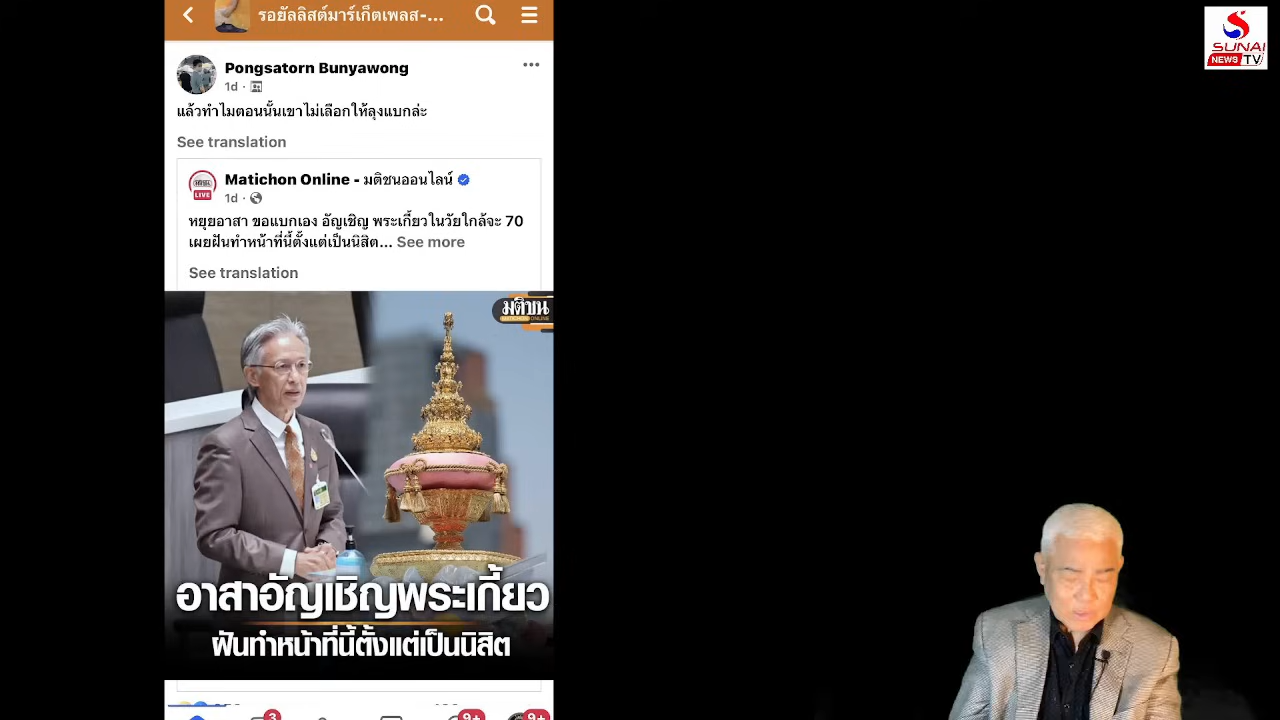 รอยัลลิสต์มาร์เก็ตเพลส-...
Pongsatorn Bunyawong
1d ·
แล้วทำไมตอนนั้นเขาไม่เลือกให้ลุงแบกล่ะ
See translation
Matichon Online - มติชนออนไลน์
LIVE
1d ·
หยุยอาสา ขอแบกเอง อัญเชิญ พระเกี้ยวในวัยใกล้จะ 70
เผยฝันทำหน้าที่นี้ตั้งแต่เป็นนิสิต... See more
See translation
มติชน
MATICHON ONLINE
อาสาอัญเชิญพระเกี้ยว
ฝันทำหน้าที่นี้ตั้งแต่เป็นนิสิต
3
9+
9+
SUNAI
NEWS TV